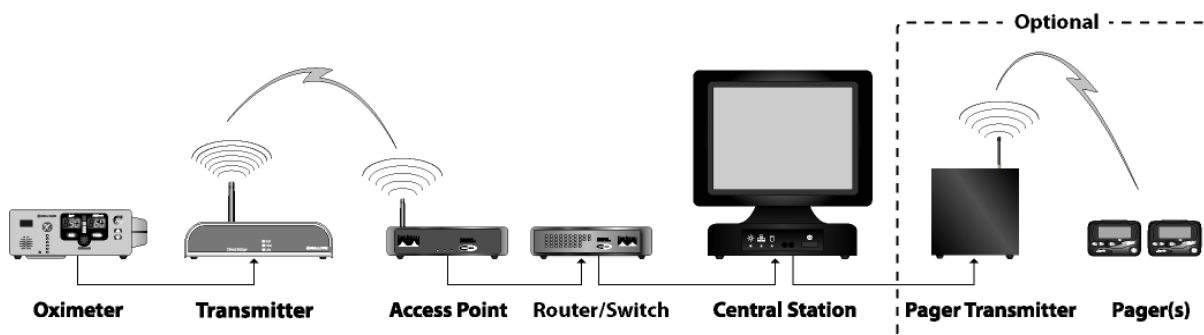 Optional
Oximeter
Transmitter
Access Point
Router/Switch
Central Station
Pager Transmitter
Pager(s)